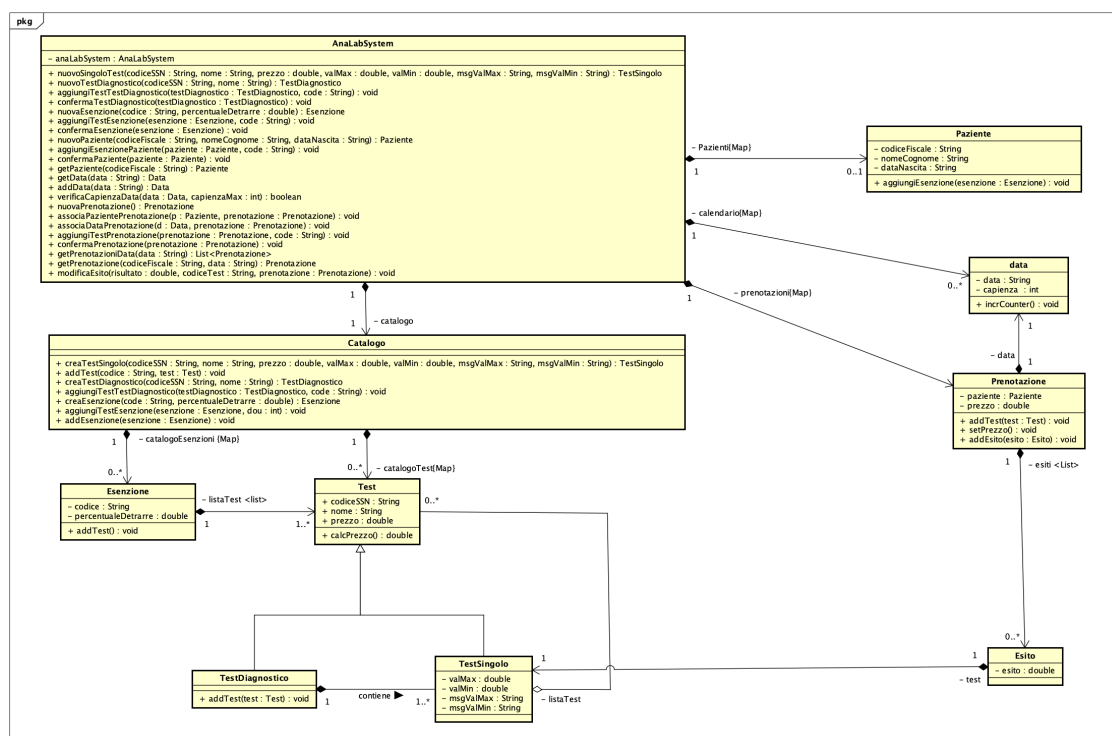 pkg
AnaLabSystem
- anaLabSystem : AnaLabSystem
+ nuovoSingoloTest(codiceSSN : String, nome : String, prezzo : double, valMax : double, valMin : double, msgValMax : String, msgValMin : String) : TestSingolo
+ nuovoTestDiagnostico(codiceSSN : String, nome : String) : TestDiagnostico
+ aggiungiTestTestDiagnostico(testDiagnostico : TestDiagnostico, code : String) : void
+ confermaTestDiagnostico(testDiagnostico : TestDiagnostico) : void
+ nuovaEsenzione(codice : String, percentualeDetrarre : double) : Esenzione
+ aggiungiTestEsenzione(esenzione : Esenzione, code : String) : void
+ confermaEsenzione(esenzione : Esenzione) : void
+ nuovoPaziente(codiceFiscale : String, nomeCognome : String, dataNascita : String) : Paziente
+ aggiungiEsenzionePaziente(paziente : Paziente, code : String) : void
+ confermaPaziente(paziente : Paziente) : void
+ getPaziente(codiceFiscale : String) : Paziente
+ getData(data : String) : Data
+ addData(data : String) : Data
+ verificaCapienzaData(data : Data, capienzaMax : int) : boolean
+ nuovaPrenotazione() : Prenotazione
+ associaPazientePrenotazione(p : Paziente, prenotazione : Prenotazione) : void
+ associaDataPrenotazione(d : Data, prenotazione : Prenotazione) : void
+ aggiungiTestPrenotazione(prenotazione : Prenotazione, code : String) : void
+ confermaPrenotazione(prenotazione : Prenotazione) : void
+ getPrenotazioniData(data : String) : List<Prenotazione>
+ getPrenotazione(codiceFiscale : String, data : String) : Prenotazione
+ modificaEsito(risultato : double, codiceTest : String, prenotazione : Prenotazione) : void
- Pazienti{Map}
1
0..1
Paziente
- codiceFiscale : String
- nomeCognome : String
- dataNascita : String
+ aggiungiEsenzione(esenzione : Esenzione) : void
- calendario{Map}
1
0..*
data
- data : String
- capienza : int
+ incrCounter() : void
- prenotazioni{Map}
1
1
1
- catalogo
1
- data
1
Catalogo
+ creaTestSingolo(codiceSSN : String, nome : String, prezzo : double, valMax : double, valMin : double, msgValMax : String, msgValMin : String) : TestSingolo
+ addTest(codice : String, test : Test) : void
+ creaTestDiagnostico(codiceSSN : String, nome : String) : TestDiagnostico
+ aggiungiTestTestDiagnostico(testDiagnostico : TestDiagnostico, code : String) : void
+ creaEsenzione(code : String, percentualeDetrarre : double) : Esenzione
+ aggiungiTestEsenzione(esenzione : Esenzione, dou : int) : void
+ addEsenzione(esenzione : Esenzione) : void
Prenotazione
- paziente : Paziente
- prezzo : double
+ addTest(test : Test) : void
+ setPrezzo() : void
+ addEsito(esito : Esito) : void
1
- catalogoEsenzioni {Map}
0..*
1
0..*
- catalogoTest{Map}
1
- esiti <List>
Esenzione
- codice : String
- percentualeDetrarre : double
+ addTest() : void
- listaTest <list>
1
1..*
Test
+ codiceSSN : String
+ nome : String
+ prezzo : double
+ calcPrezzo() : double
0..*
0..*
TestDiagnostico
+ addTest(test : Test) : void
1
contiene
1..*
TestSingolo
- valMax : double
- valMin : double
- msgValMax : String
- msgValMin : String
1
- listaTest
1
- test
Esito
- esito : double